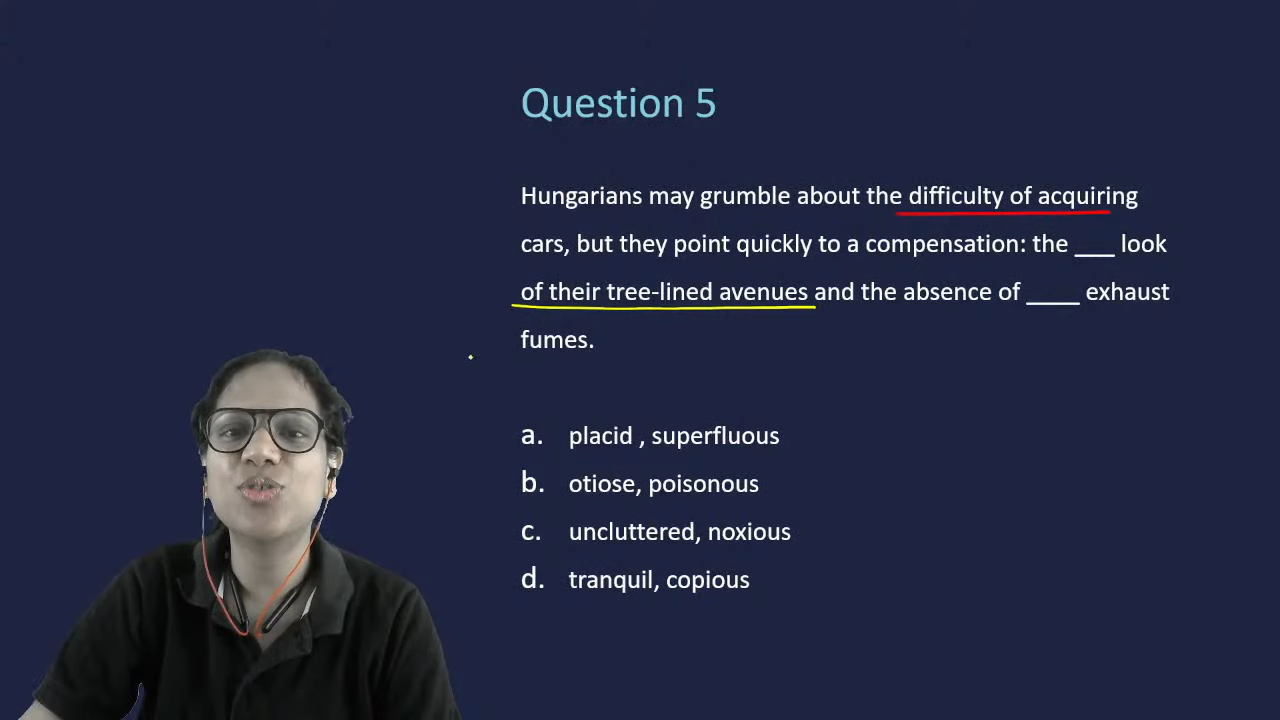 Question 5
Hungarians may grumble about the difficulty of acquiring
cars, but they point quickly to a compensation: the ___ look
of their tree-lined avenues and the absence of ____ exhaust
fumes.
a. placid , superfluous
b. otiose, poisonous
c. uncluttered, noxious
d. tranquil, copious